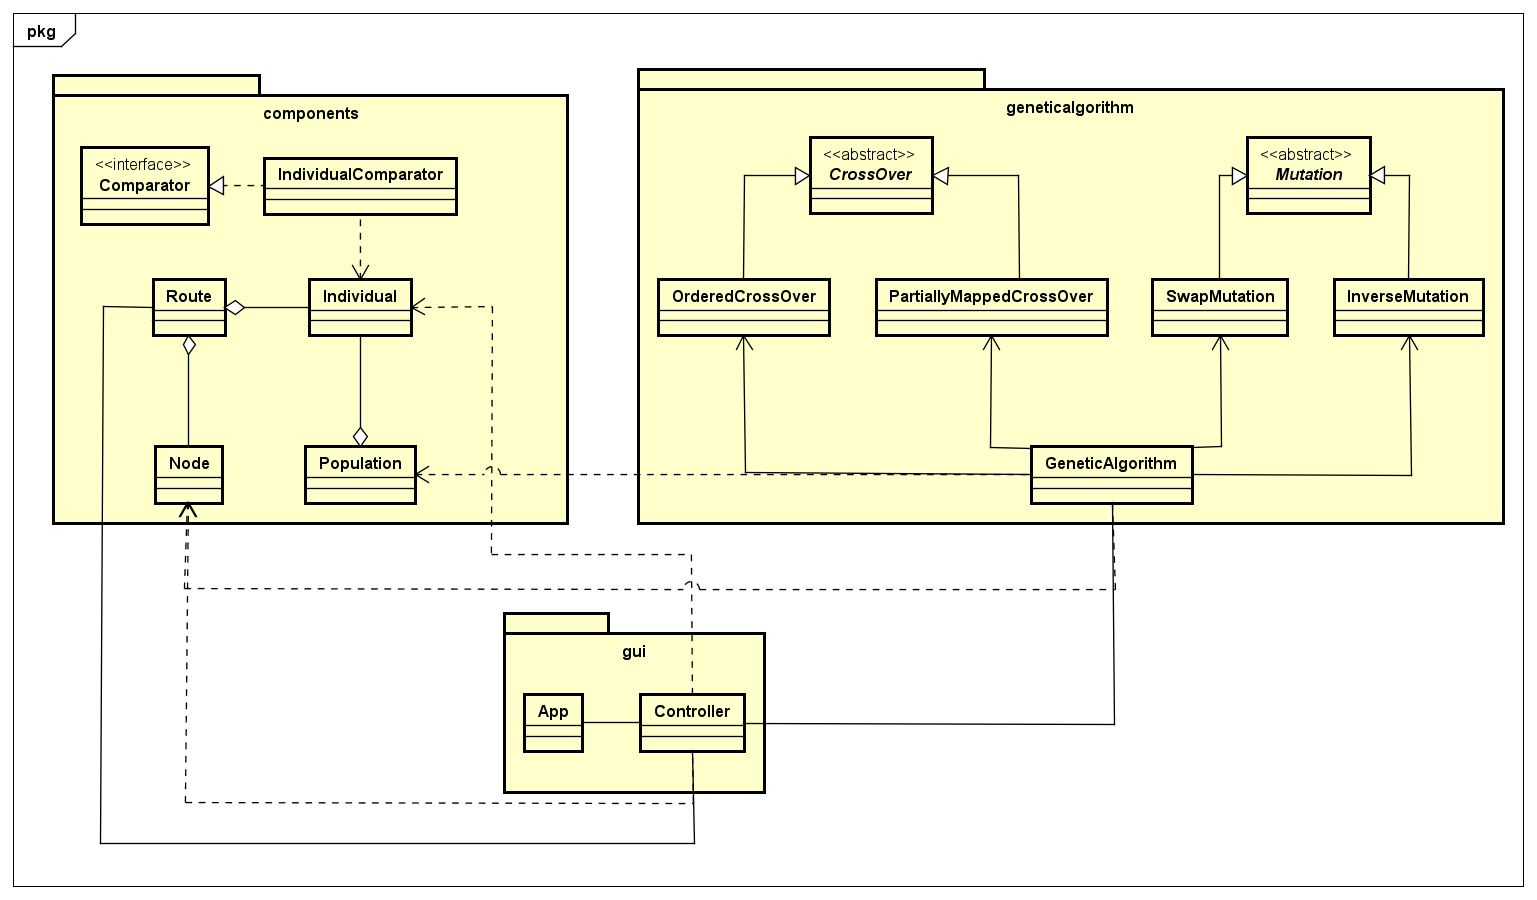 pkg
components
<<interface>>
Comparator
IndividualComparator
Route
Individual
Node
Population
geneticalgorithm
<<abstract>>
CrossOver
<<abstract>>
Mutation
OrderedCrossOver
PartiallyMappedCrossOver
SwapMutation
InverseMutation
GeneticAlgorithm
gui
App
Controller